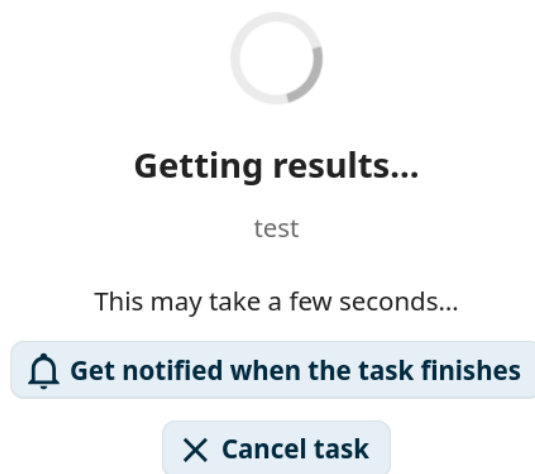 Getting results...
test
This may take a few seconds...
Get notified when the task finishes
Cancel task